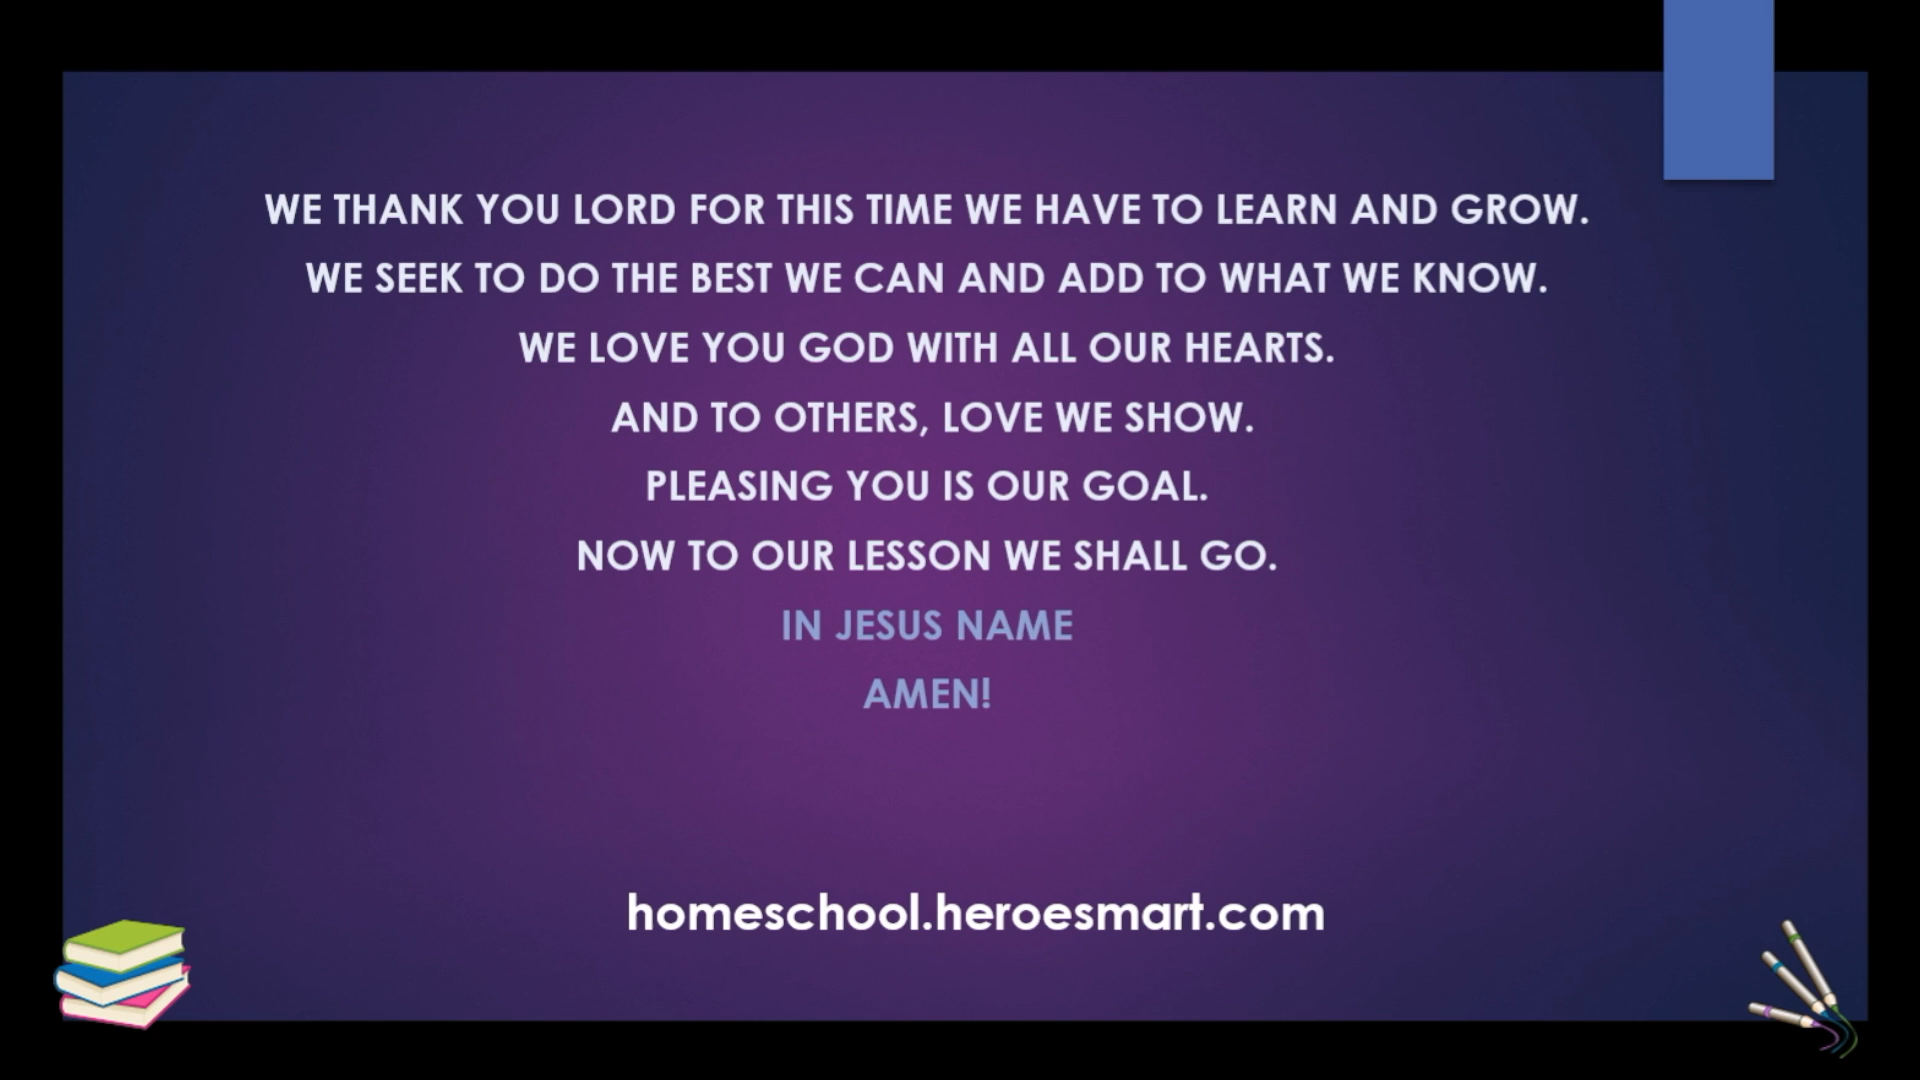 WE THANK YOU LORD FOR THIS TIME WE HAVE TO LEARN AND GROW.
WE SEEK TO DO THE BEST WE CAN AND ADD TO WHAT WE KNOW.
WE LOVE YOU GOD WITH ALL OUR HEARTS.
AND TO OTHERS, LOVE WE SHOW.
PLEASING YOU IS OUR GOAL.
NOW TO OUR LESSON WE SHALL GO.
IN JESUS NAME
AMEN!
homeschool.heroesmart.com